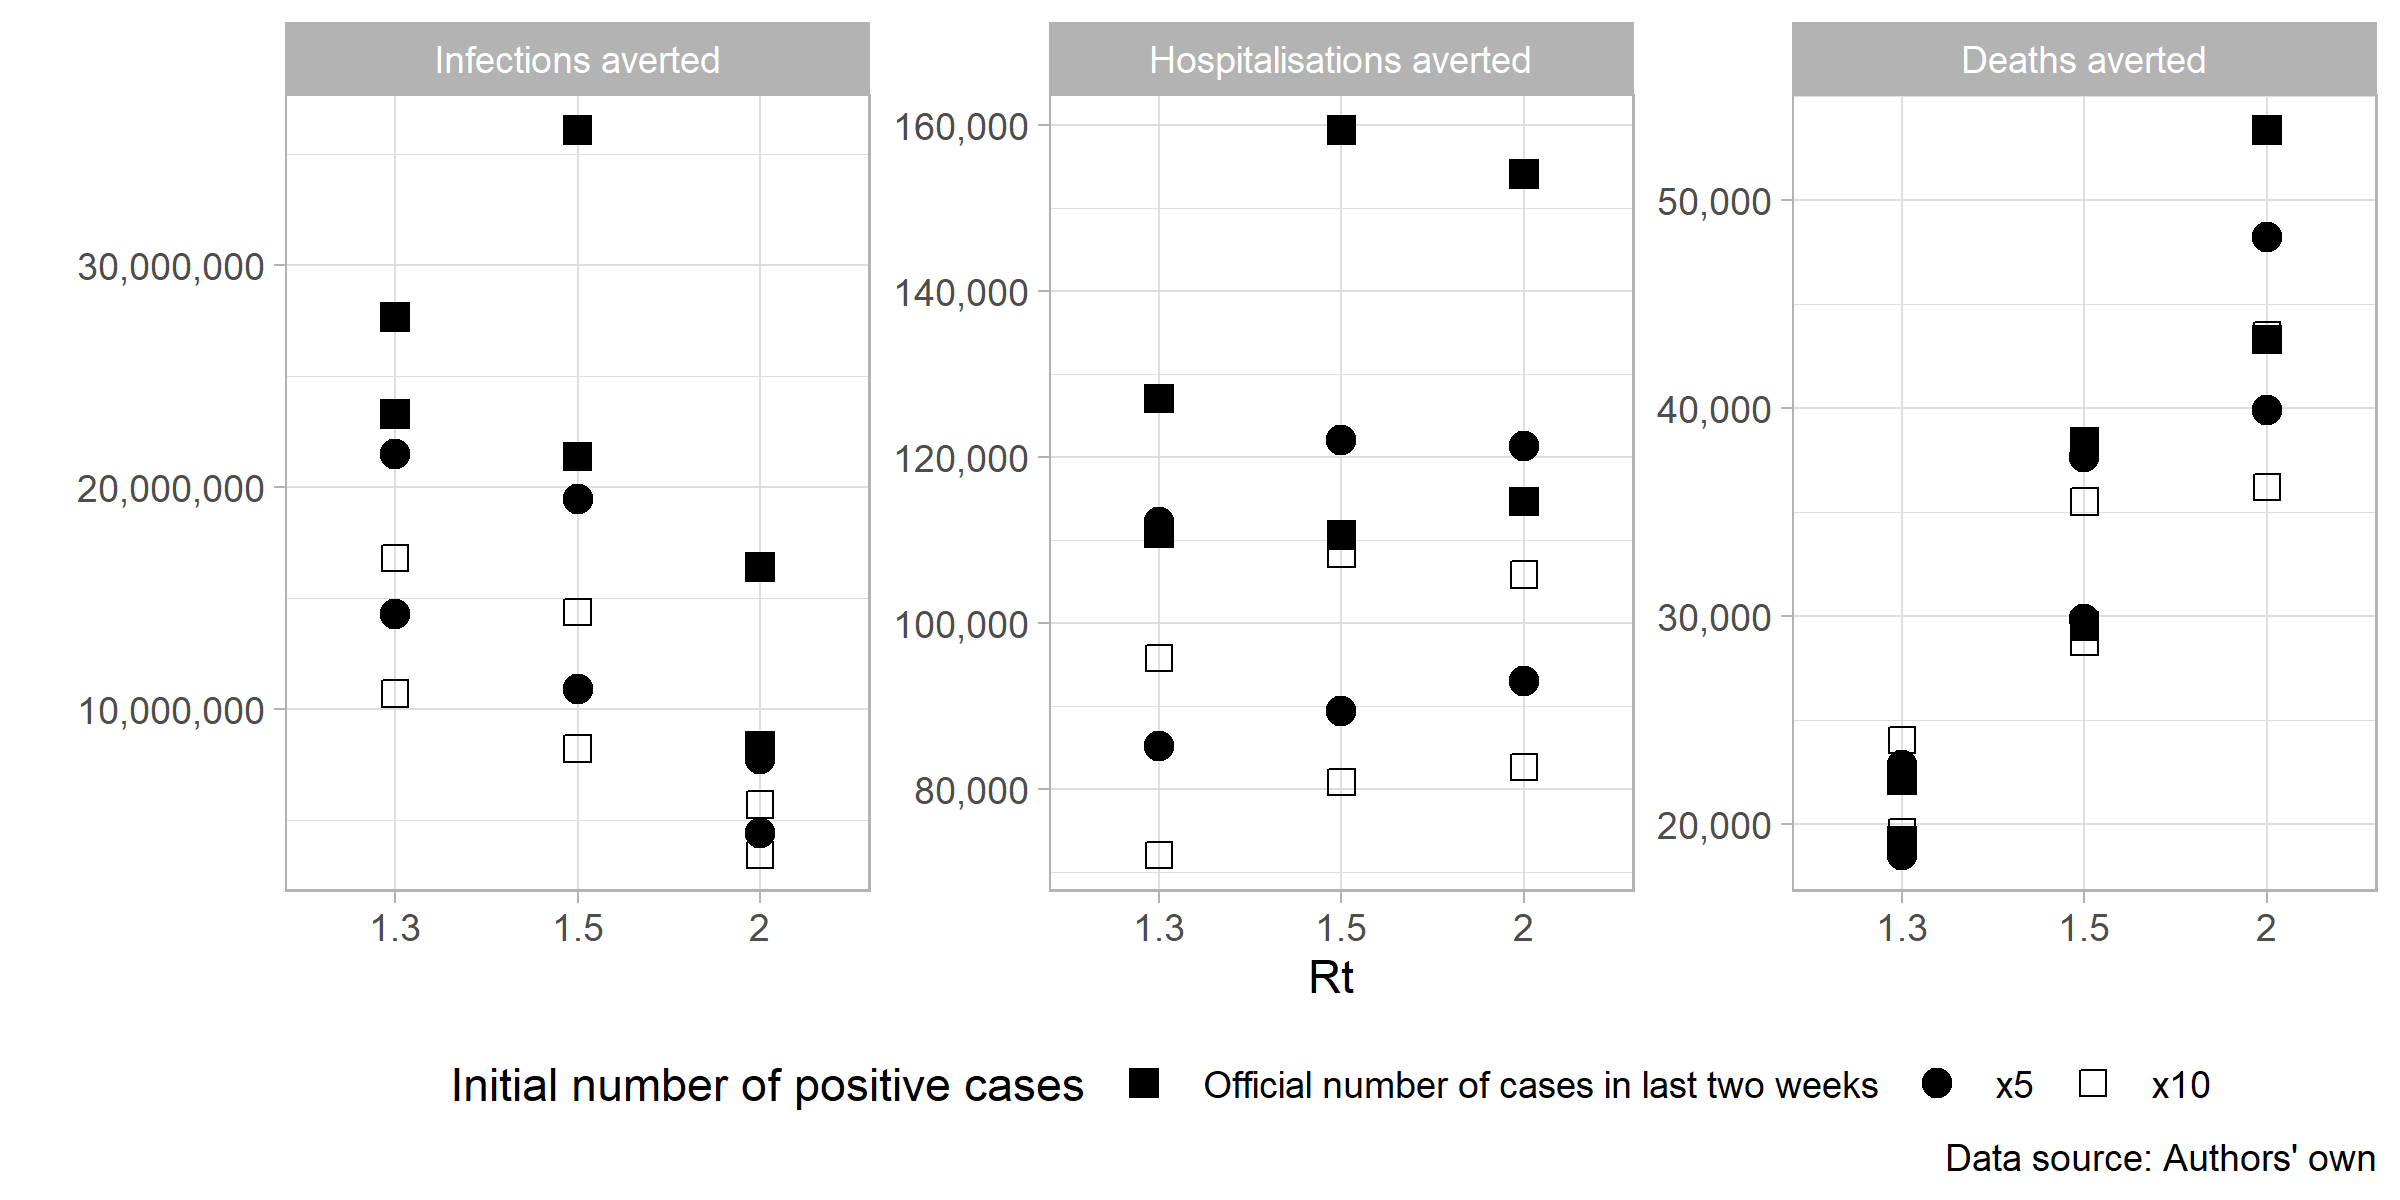 Infections averted
Hospitalisations averted
Deaths averted
30,000,000
20,000,000
10,000,000
160,000
140,000
120,000
100,000
80,000
50,000
40,000
30,000
20,000
1.3 1.5 2
1.3 1.5 2
1.3 1.5 2
Rt
Initial number of positive cases Official number of cases in last two weeks x5 x10
Data source: Authors' own